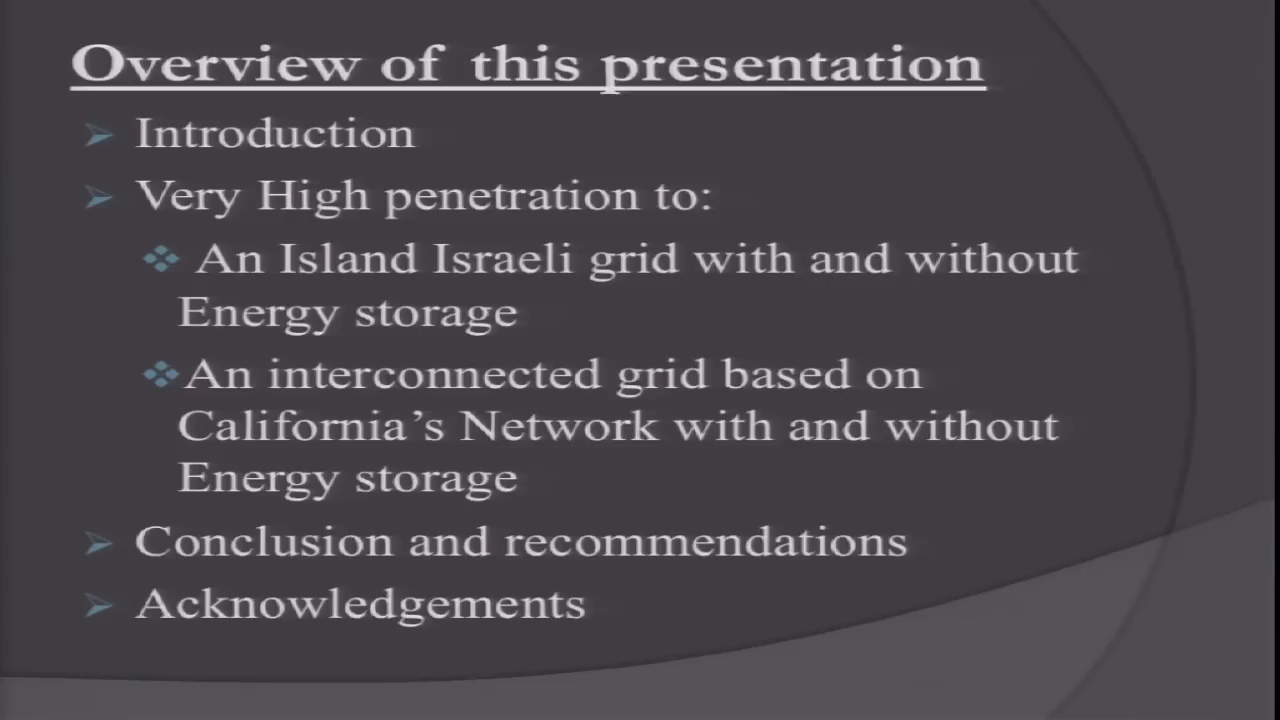 Overview of this presentation
Introduction
Very High penetration to:
An Island Israeli grid with and without
Energy storage
An interconnected grid based on
California's Network with and without
Energy storage
Conclusion and recommendations
Acknowledgements